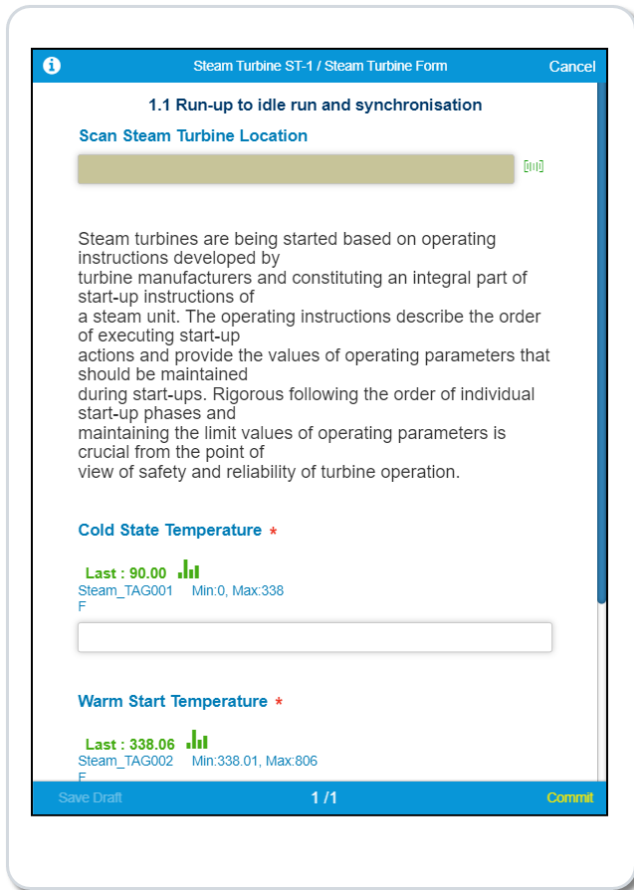 Steam Turbine ST-1 / Steam Turbine Form Cancel
1.1 Run-up to idle run and synchronisation
Scan Steam Turbine Location
Steam turbines are being started based on operating
instructions developed by
turbine manufacturers and constituting an integral part of
start-up instructions of
a steam unit. The operating instructions describe the order
of executing start-up
actions and provide the values of operating parameters that
should be maintained
during start-ups. Rigorous following the order of individual
start-up phases and
maintaining the limit values of operating parameters is
crucial from the point of
view of safety and reliability of turbine operation.
Cold State Temperature *
Last : 90.00
Steam_TAG001 Min:0, Max:338
F
Warm Start Temperature *
Last : 338.06
Steam_TAG002 Min:338.01, Max:806
F
Save Draft 1 /1 Commit